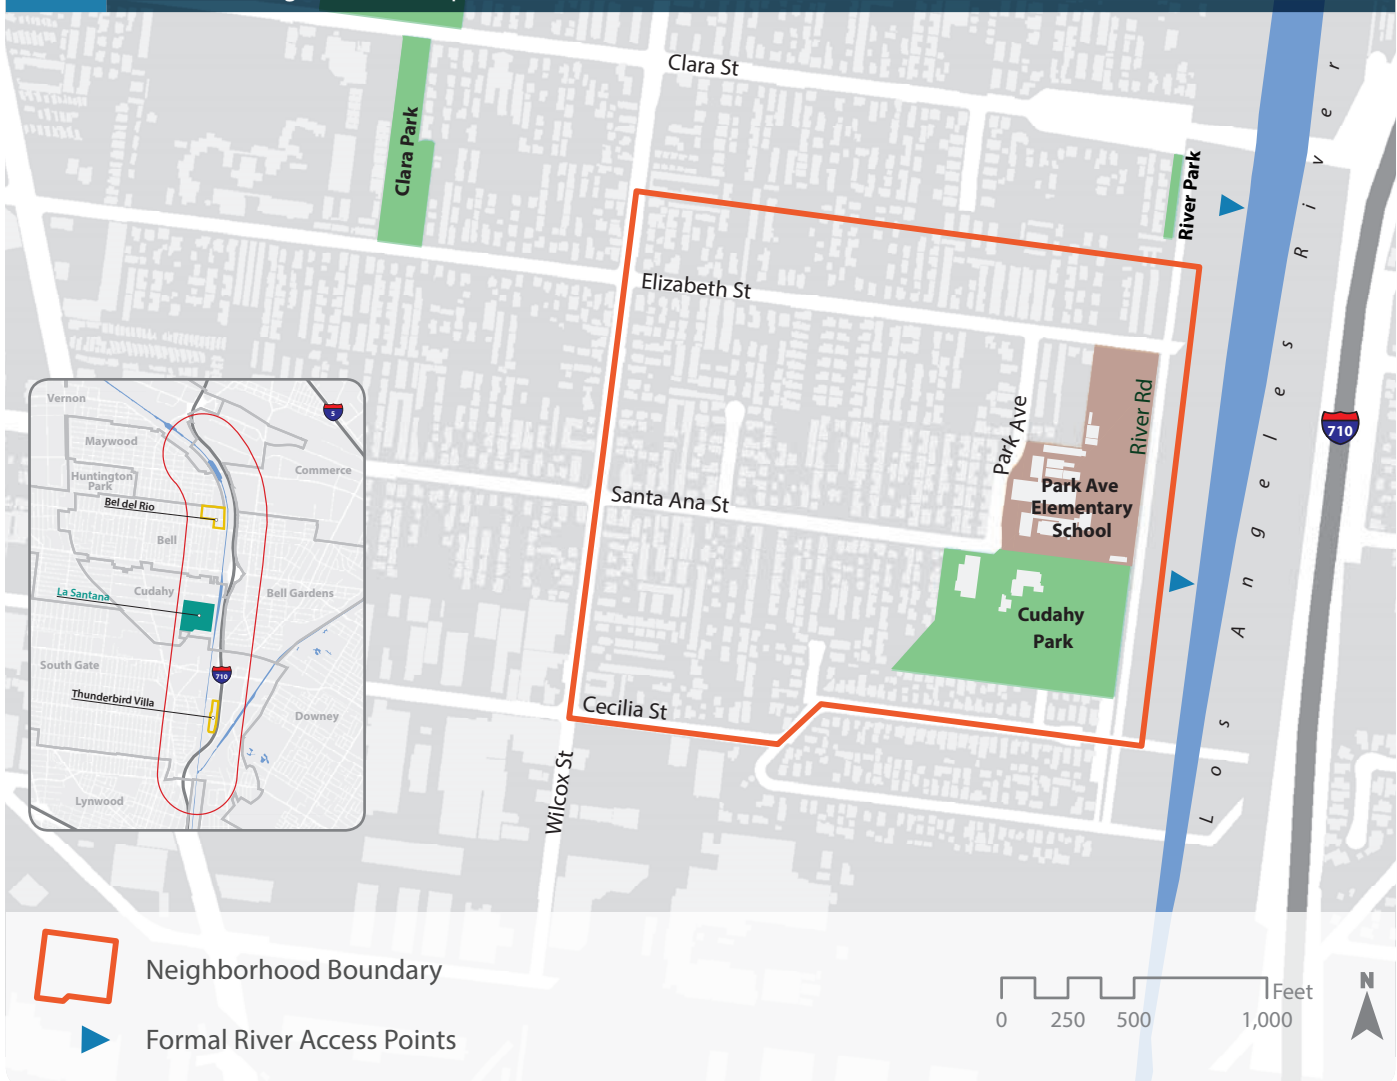 Clara St
Clara Park
River Park
Elizabeth St
Park Ave
River Rd
Park Ave
Elementary
School
Santa Ana St
Cudahy
Park
Cecilia St
Wilcox St
Los Angeles River
710
Vernon
5
Maywood
Commerce
Huntington
Park
Bel del Rio
Bell
Cudahy
La Santana
Bell Gardens
South Gate
710
Thunderbird Villa
Downey
Lynwood
Neighborhood Boundary
Formal River Access Points
Feet
0 250 500 1,000
N